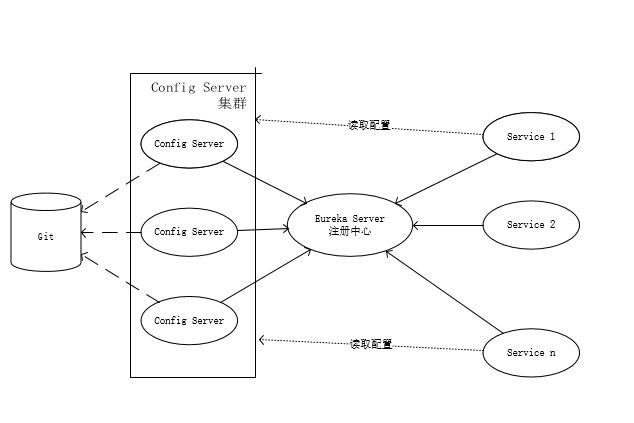 Config Server
集群
Config Server
读取配置
Service 1
Eureka Server
注册中心
Git
Config Server
Service 2
Config Server
读取配置
Service n